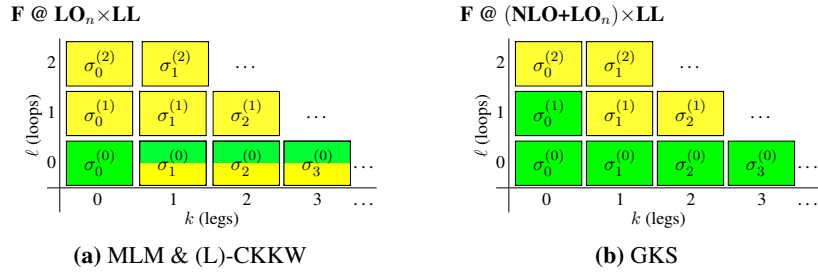 F @ LOₙ×LL
2 σ₀⁽²⁾ σ₁⁽²⁾ ...
1 σ₀⁽¹⁾ σ₁⁽¹⁾ σ₂⁽¹⁾ ...
0 σ₀⁽⁰⁾ σ₁⁽⁰⁾ σ₂⁽⁰⁾ σ₃⁽⁰⁾ ...
ℓ (loops)
0 1 2 3 ...
k (legs)
(a) MLM & (L)-CKKW
F @ (NLO+LOₙ)×LL
2 σ₀⁽²⁾ σ₁⁽²⁾ ...
1 σ₀⁽¹⁾ σ₁⁽¹⁾ σ₂⁽¹⁾ ...
0 σ₀⁽⁰⁾ σ₁⁽⁰⁾ σ₂⁽⁰⁾ σ₃⁽⁰⁾ ...
ℓ (loops)
0 1 2 3 ...
k (legs)
(b) GKS